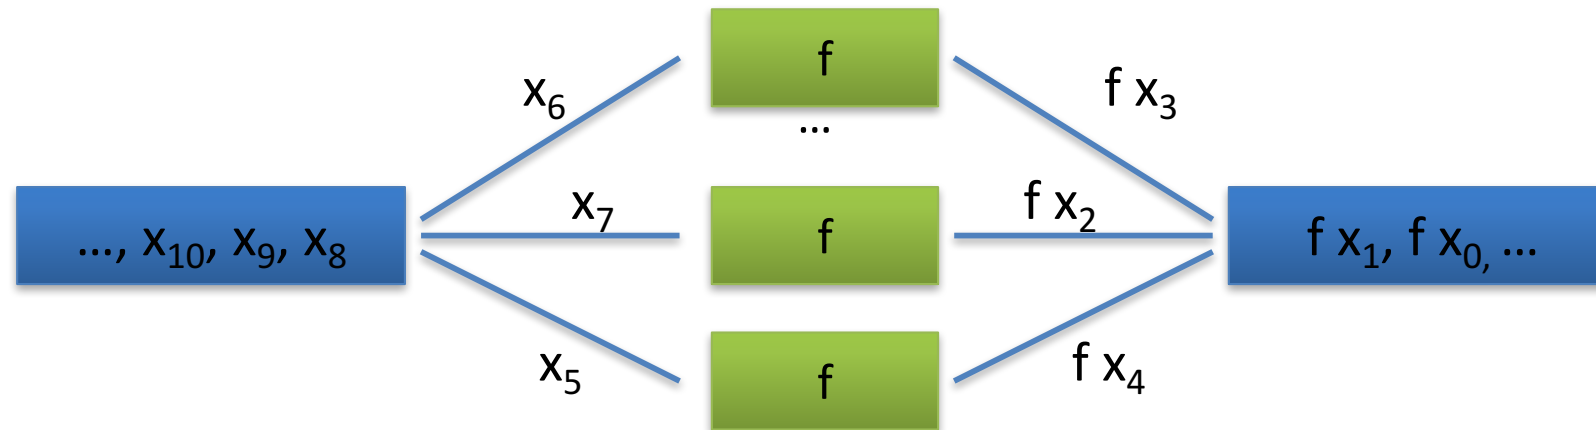 f
x₆
f x₃
...
x₇
f x₂
..., x₁₀, x₉, x₈
f
f x₁, f x₀, ...
x₅
f
f x₄